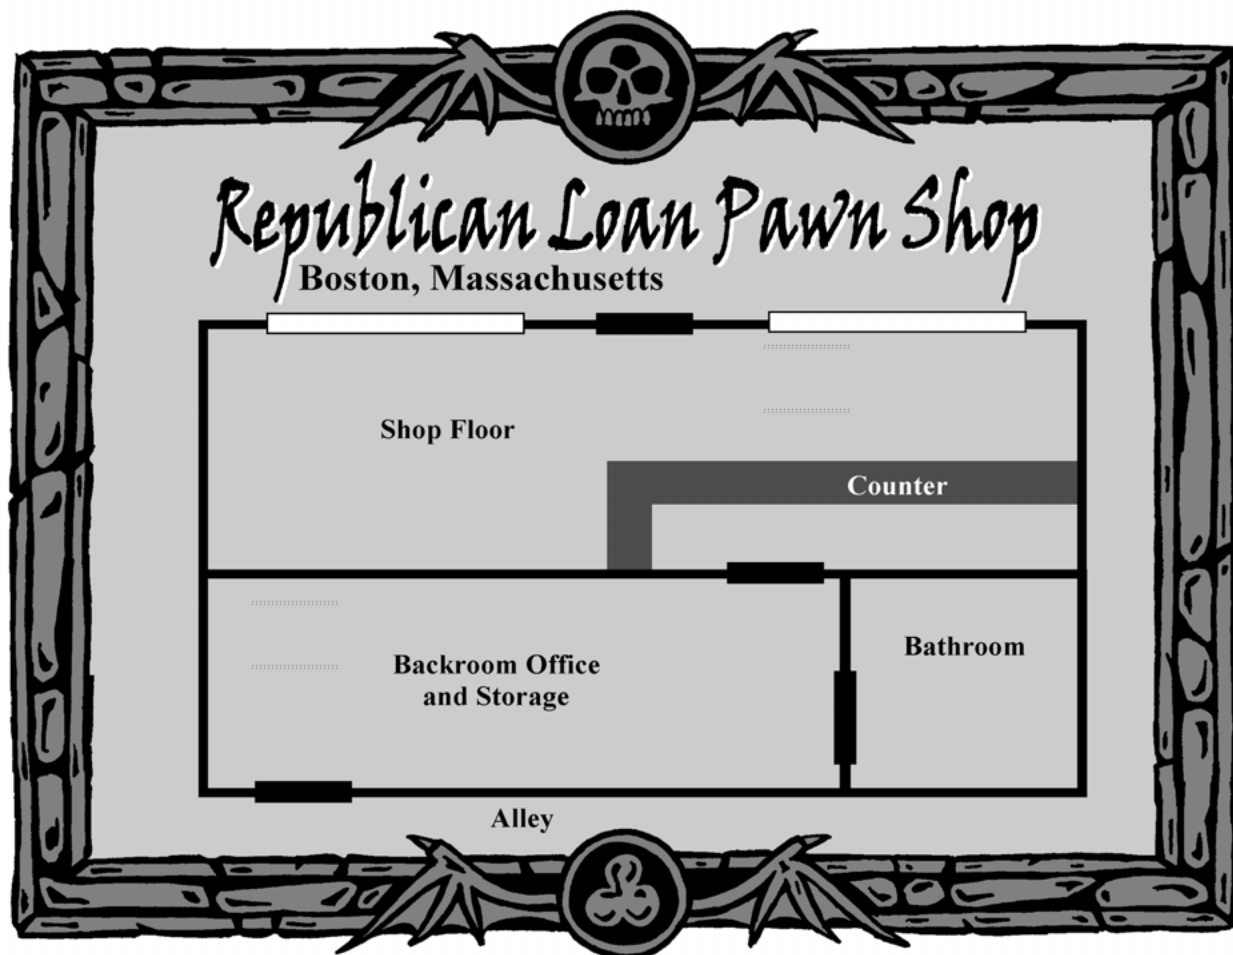 Republican Loan Pawn Shop
Boston, Massachusetts
Shop Floor
Counter
Backroom Office
and Storage
Bathroom
Alley